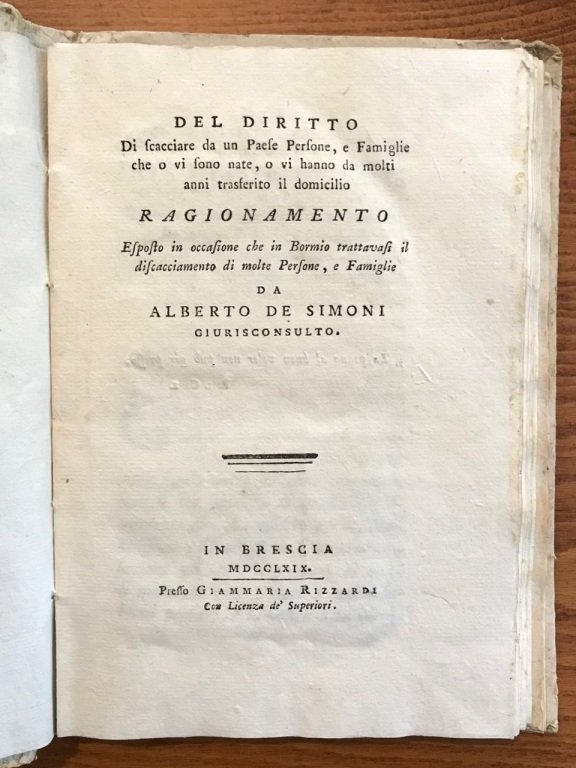 DEL DIRITTO
Di ſcacciare da un Paeſe Perſone, e Famiglie
che o vi ſono nate, o vi hanno da molti
anni trasferito il domicilio
RAGIONAMENTO
Eſpoſto in occaſione che in Bormio trattavaſi il
diſcacciamento di molte Perſone, e Famiglie
DA
ALBERTO DE SIMONI
GIURISCONSULTO.
IN BRESCIA
MDCCLXIX.
Preſſo GIAMMARIA RIZZARDI
Con Licenza de' Superiori.